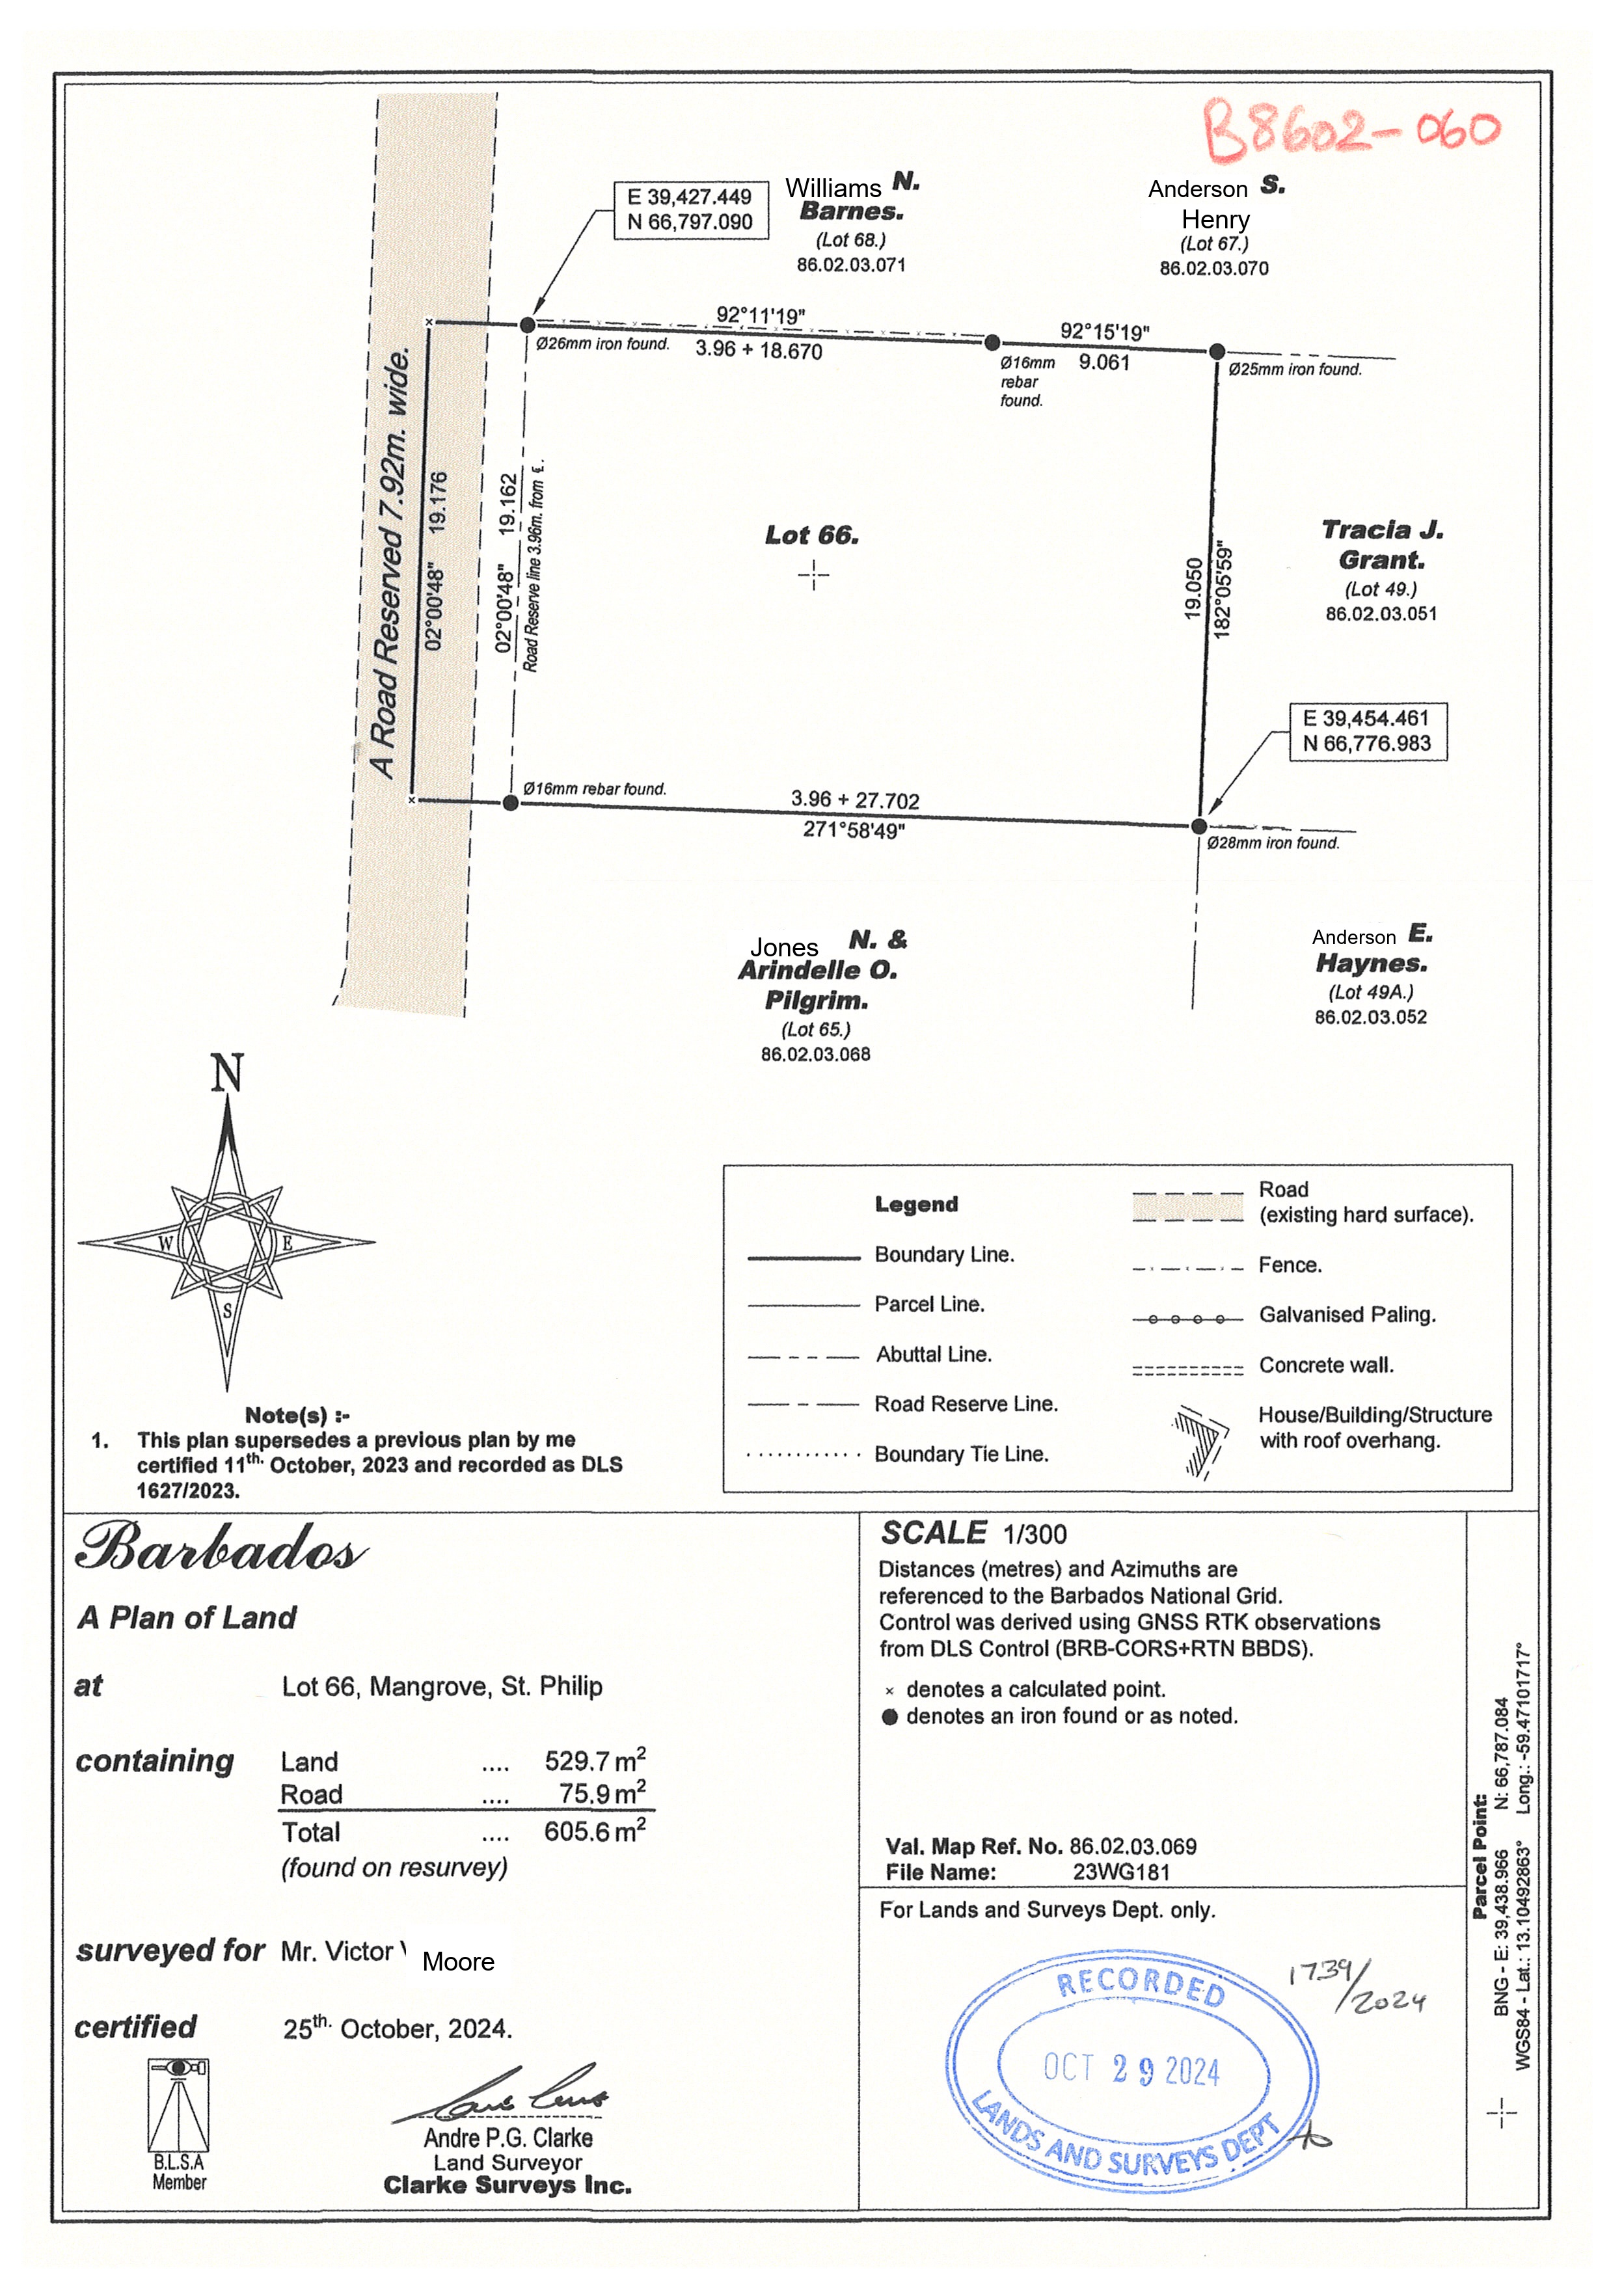 B8602-060
E 39,427.449
N 66,797.090
Williams N.
Barnes.
(Lot 68.)
86.02.03.071
Anderson S.
Henry
(Lot 67.)
86.02.03.070
92°11'19"
3.96 + 18.670
92°15'19"
9.061
Ø26mm iron found.
Ø16mm
rebar
found.
Ø25mm iron found.
A Road Reserved 7.92m. wide.
02°00'48" 19.176
02°00'48" 19.162
Road Reserve line 3.96m. from ℄.
Lot 66.
19.050
182°05'59"
Tracia J.
Grant.
(Lot 49.)
86.02.03.051
E 39,454.461
N 66,776.983
Ø16mm rebar found.
3.96 + 27.702
271°58'49"
Ø28mm iron found.
Jones N. &
Arindelle O.
Pilgrim.
(Lot 65.)
86.02.03.068
Anderson E.
Haynes.
(Lot 49A.)
86.02.03.052
N
W E
S
Legend
Boundary Line.
Parcel Line.
Abuttal Line.
Road Reserve Line.
Boundary Tie Line.
Road
(existing hard surface).
Fence.
Galvanised Paling.
Concrete wall.
House/Building/Structure
with roof overhang.
Note(s) :-
1. This plan supersedes a previous plan by me
certified 11th. October, 2023 and recorded as DLS
1627/2023.
Barbados
A Plan of Land
at Lot 66, Mangrove, St. Philip
containing Land .... 529.7 m²
Road .... 75.9 m²
Total .... 605.6 m²
(found on resurvey)
surveyed for Mr. Victor Moore
certified 25th. October, 2024.
B.L.S.A
Member
Andre P.G. Clarke
Land Surveyor
Clarke Surveys Inc.
SCALE 1/300
Distances (metres) and Azimuths are
referenced to the Barbados National Grid.
Control was derived using GNSS RTK observations
from DLS Control (BRB-CORS+RTN BBDS).
× denotes a calculated point.
● denotes an iron found or as noted.
Val. Map Ref. No. 86.02.03.069
File Name: 23WG181
For Lands and Surveys Dept. only.
RECORDED
OCT 29 2024
LANDS AND SURVEYS DEPT
1739/
2024
Parcel Point:
BNG - E: 39,438.966 N: 66,787.084
WGS84 - Lat.: 13.10492863° Long.: -59.47101717°